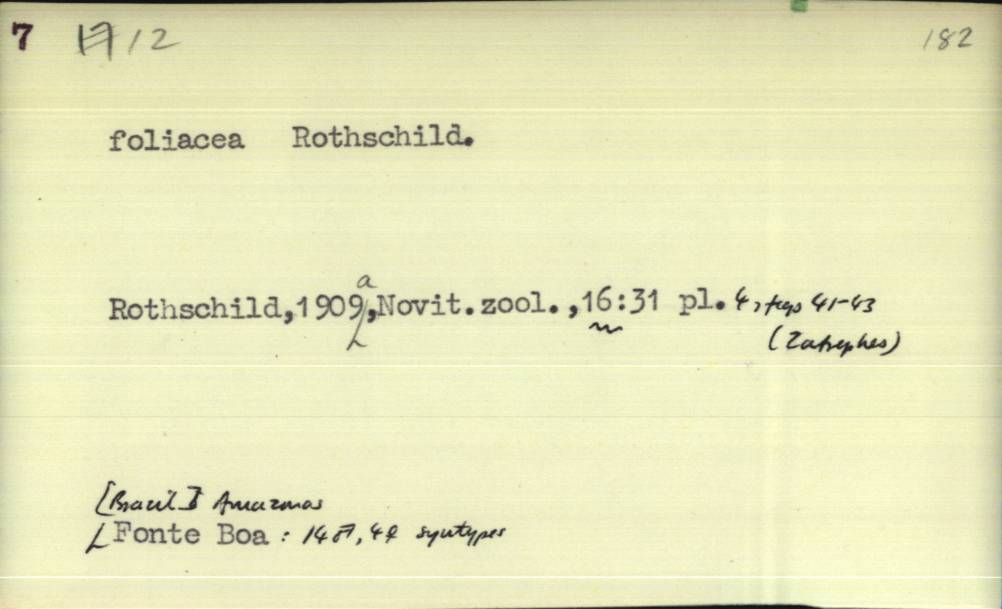 7 17 12 182
foliacea Rothschild.
a
Rothschild,1909,Novit.zool.,16:31 pl. 4, figs 41-43
(Zatrephes)
[Brazil] Amazonas
Fonte Boa : 14♂, 4♀ syntypes